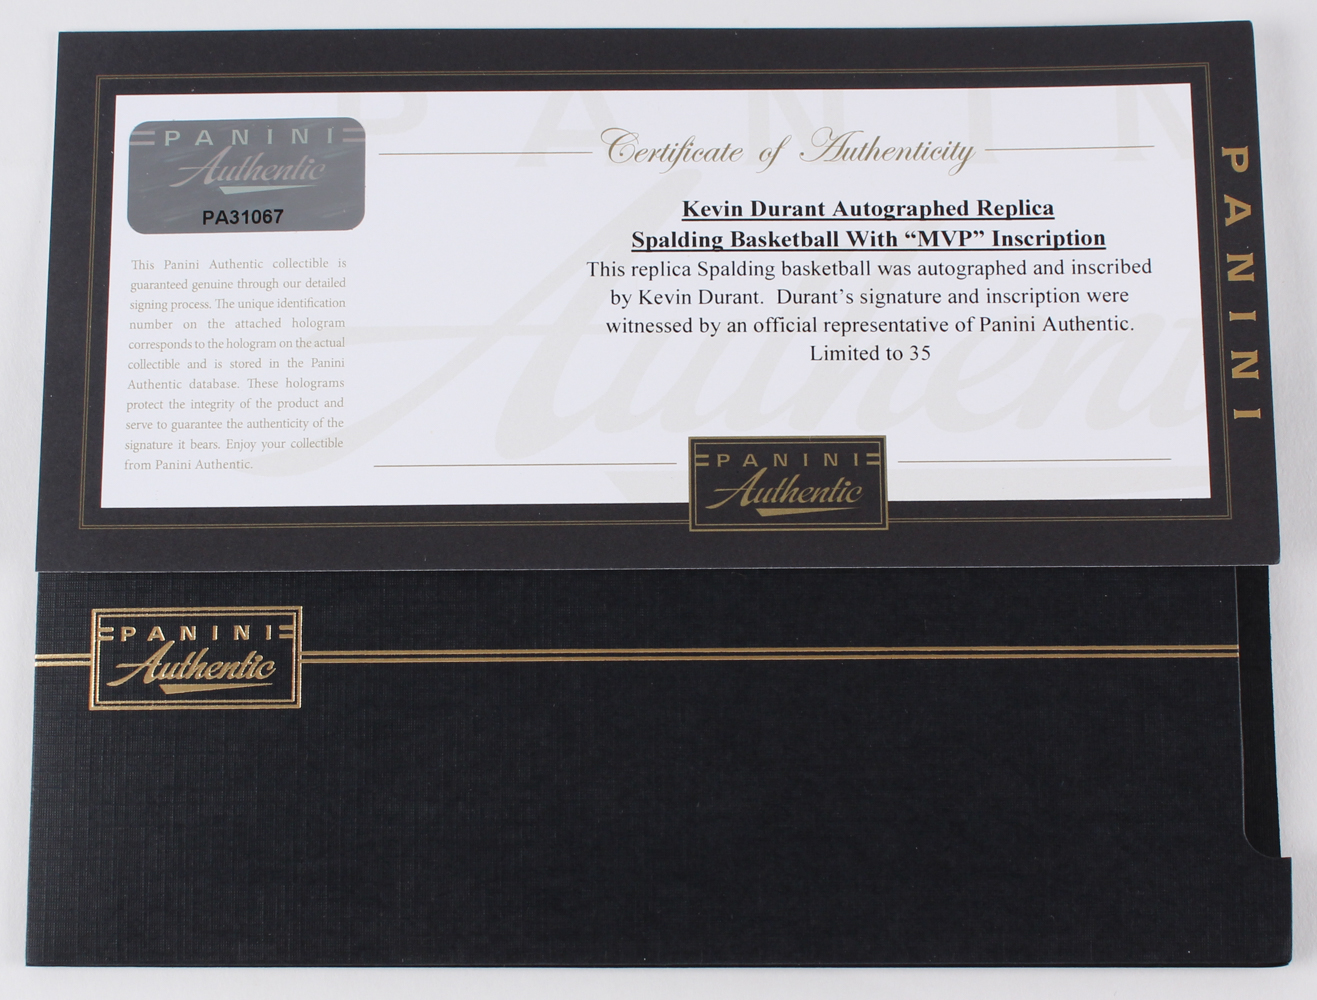 PANINI
Authentic
PA31067
This Panini Authentic collectible is
guaranteed genuine through our detailed
signing process. The unique identification
number on the attached hologram
corresponds to the hologram on the actual
collectible and is stored in the Panini
Authentic database. These holograms
protect the integrity of the product and
serve to guarantee the authenticity of the
signature it bears. Enjoy your collectible
from Panini Authentic.
Certificate of Authenticity
Kevin Durant Autographed Replica
Spalding Basketball With “MVP” Inscription
This replica Spalding basketball was autographed and inscribed
by Kevin Durant. Durant’s signature and inscription were
witnessed by an official representative of Panini Authentic.
Limited to 35
PANINI
Authentic
PANINI
PANINI
Authentic